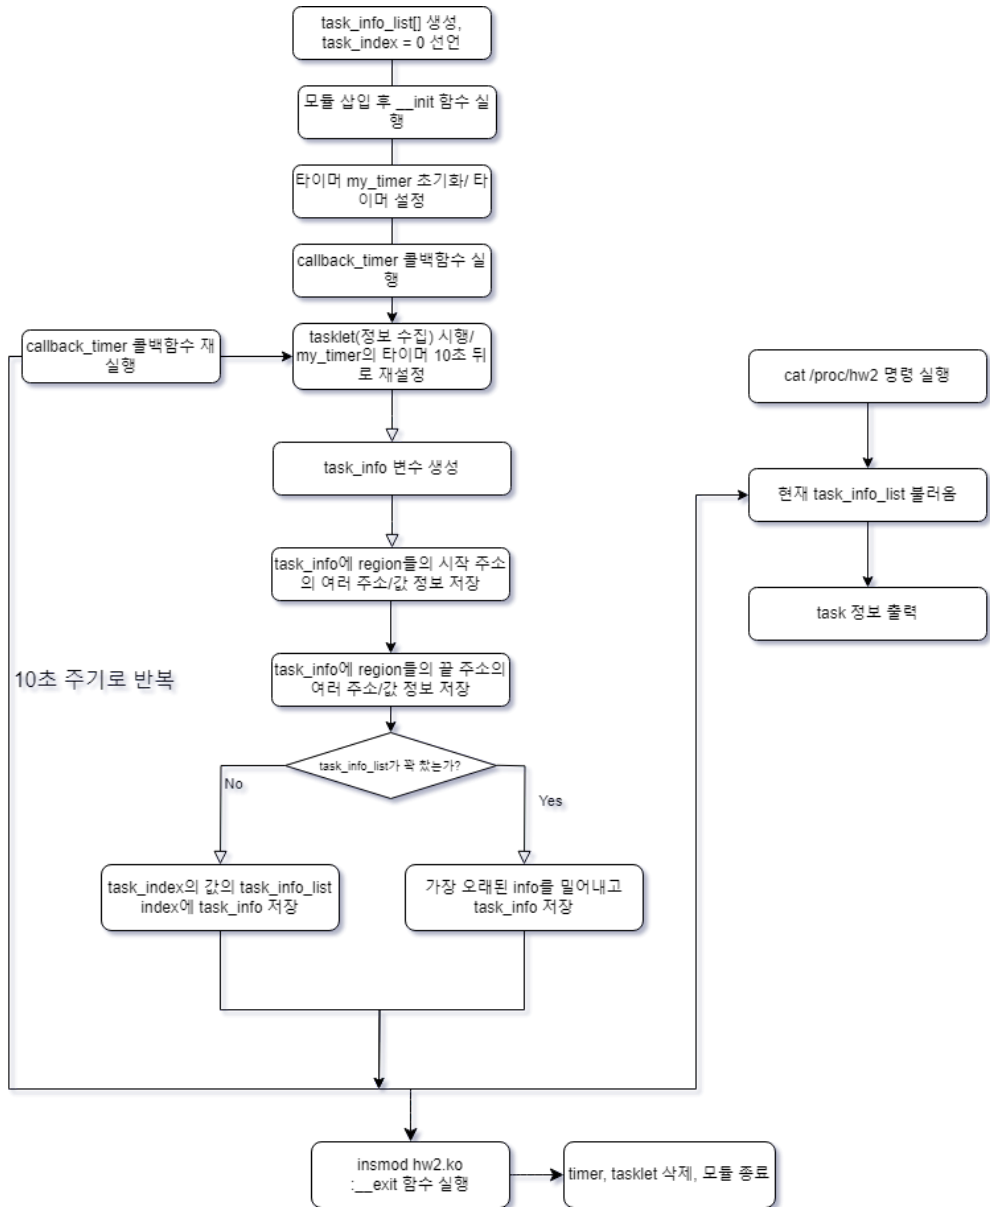 task_info_list[] 생성,
task_index = 0 선언
모듈 삽입 후 __init 함수 실
행
타이머 my_timer 초기화/ 타
이머 설정
callback_timer 콜백함수 실
행
callback_timer 콜백함수 재
실행
tasklet(정보 수집) 시행/
my_timer의 타이머 10초 뒤
로 재설정
cat /proc/hw2 명령 실행
task_info 변수 생성
현재 task_info_list 불러옴
task_info에 region들의 시작 주소
의 여러 주소/값 정보 저장
task 정보 출력
10초 주기로 반복
task_info에 region들의 끝 주소의
여러 주소/값 정보 저장
task_info_list가 꽉 찼는가?
No
Yes
task_index의 값의 task_info_list
index에 task_info 저장
가장 오래된 info를 밀어내고
task_info 저장
insmod hw2.ko
:__exit 함수 실행
timer, tasklet 삭제, 모듈 종료